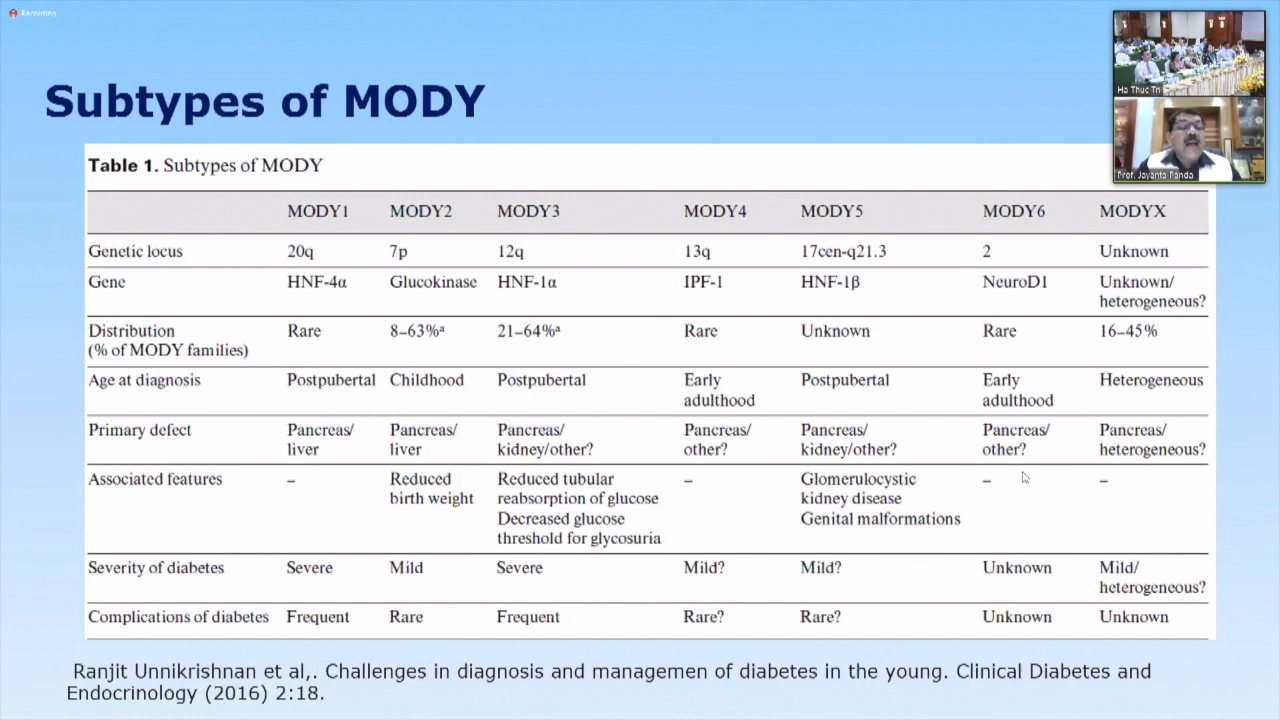 Recording
Ha Thuc Tri
Prof. Jayanta Panda
Subtypes of MODY
Table 1. Subtypes of MODY
MODY1 MODY2 MODY3 MODY4 MODY5 MODY6 MODYX
Genetic locus 20q 7p 12q 13q 17cen-q21.3 2 Unknown
Gene HNF-4α Glucokinase HNF-1α IPF-1 HNF-1β NeuroD1 Unknown/
heterogeneous?
Distribution Rare 8–63%ᵃ 21–64%ᵃ Rare Unknown Rare 16–45%
(% of MODY families)
Age at diagnosis Postpubertal Childhood Postpubertal Early Postpubertal Early Heterogeneous
adulthood adulthood
Primary defect Pancreas/ Pancreas/ Pancreas/ Pancreas/ Pancreas/ Pancreas/ Pancreas/
liver liver kidney/other? other? kidney/other? other? heterogeneous?
Associated features – Reduced Reduced tubular – Glomerulocystic – –
birth weight reabsorption of glucose kidney disease
Decreased glucose Genital malformations
threshold for glycosuria
Severity of diabetes Severe Mild Severe Mild? Mild? Unknown Mild/
heterogeneous?
Complications of diabetes Frequent Rare Frequent Rare? Rare? Unknown Unknown
Ranjit Unnikrishnan et al,. Challenges in diagnosis and managemen of diabetes in the young. Clinical Diabetes and
Endocrinology (2016) 2:18.